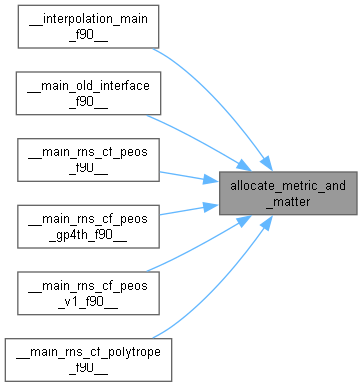 __interpolation_main
_f90__
__main_old_interface
_f90__
__main_rns_cf_peos
_f90__
allocate_metric_and
_matter
__main_rns_cf_peos
_gp4th_f90__
__main_rns_cf_peos
_v1_f90__
__main_rns_cf_polytrope
_f90__